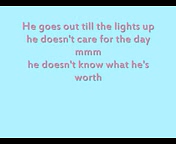 He goes out till the lights up
he doesn't care for the day
mmm
he doesn't know what he's
worth